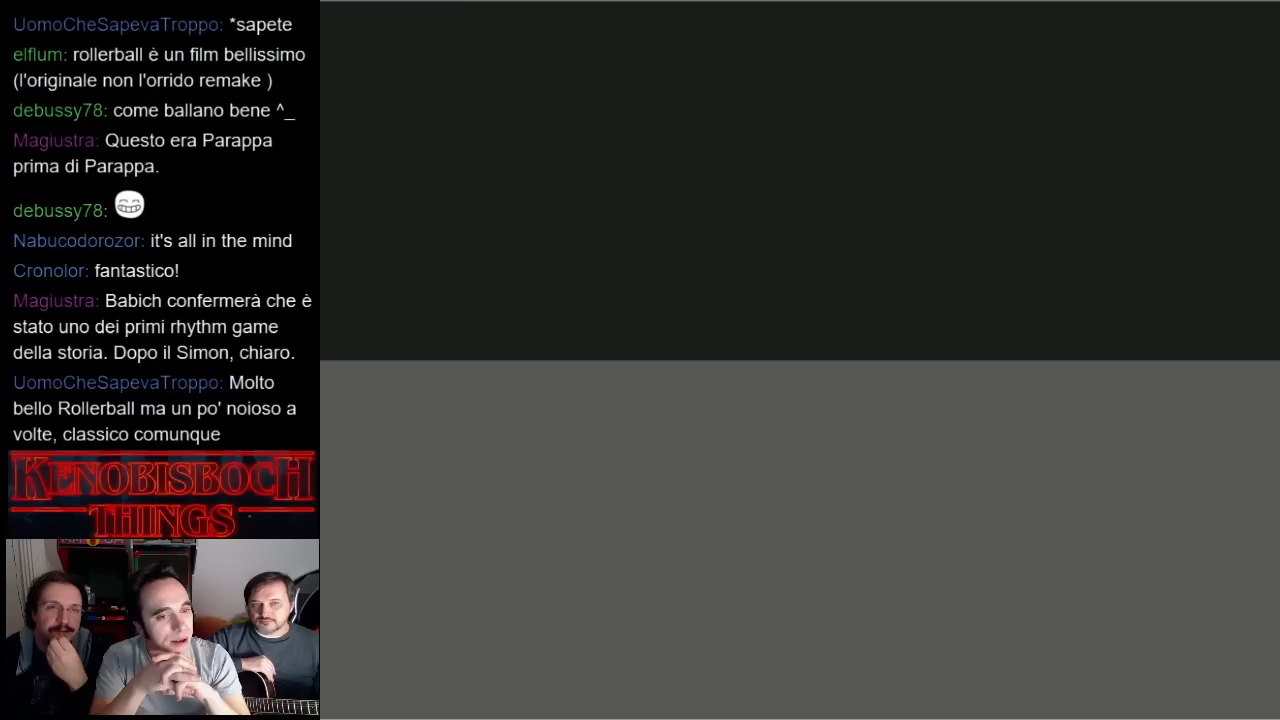 UomoCheSapevaTroppo: *sapete
elflum: rollerball è un film bellissimo
(l'originale non l'orrido remake )
debussy78: come ballano bene ^_
Magiustra: Questo era Parappa
prima di Parappa.
debussy78:
Nabucodorozor: it's all in the mind
Cronolor: fantastico!
Magiustra: Babich confermerà che è
stato uno dei primi rhythm game
della storia. Dopo il Simon, chiaro.
UomoCheSapevaTroppo: Molto
bello Rollerball ma un po' noioso a
volte, classico comunque
KENOBISBOCH
THINGS